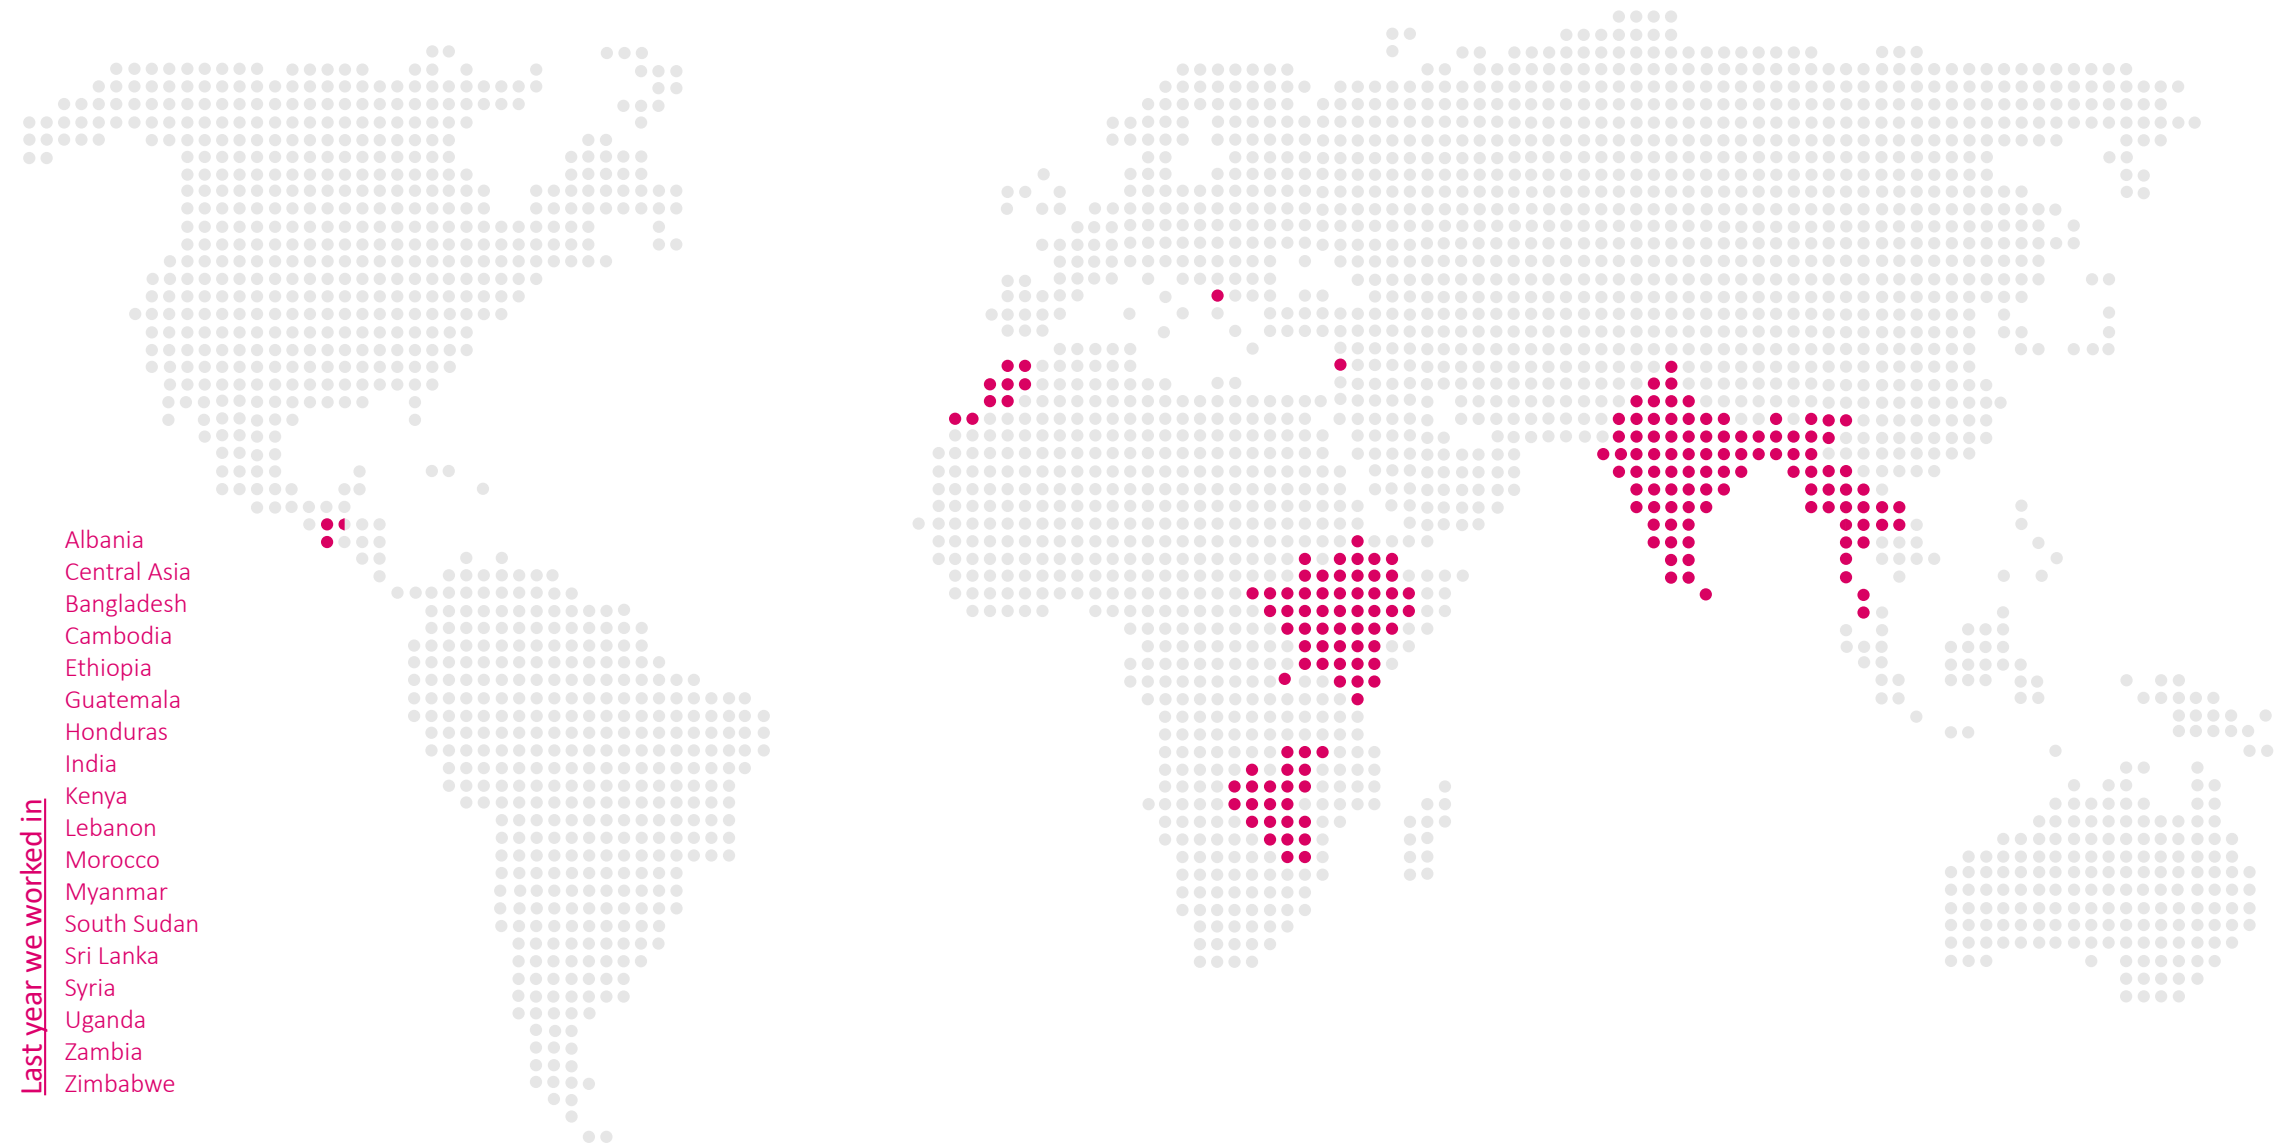 Last year we worked in
Albania
Central Asia
Bangladesh
Cambodia
Ethiopia
Guatemala
Honduras
India
Kenya
Lebanon
Morocco
Myanmar
South Sudan
Sri Lanka
Syria
Uganda
Zambia
Zimbabwe